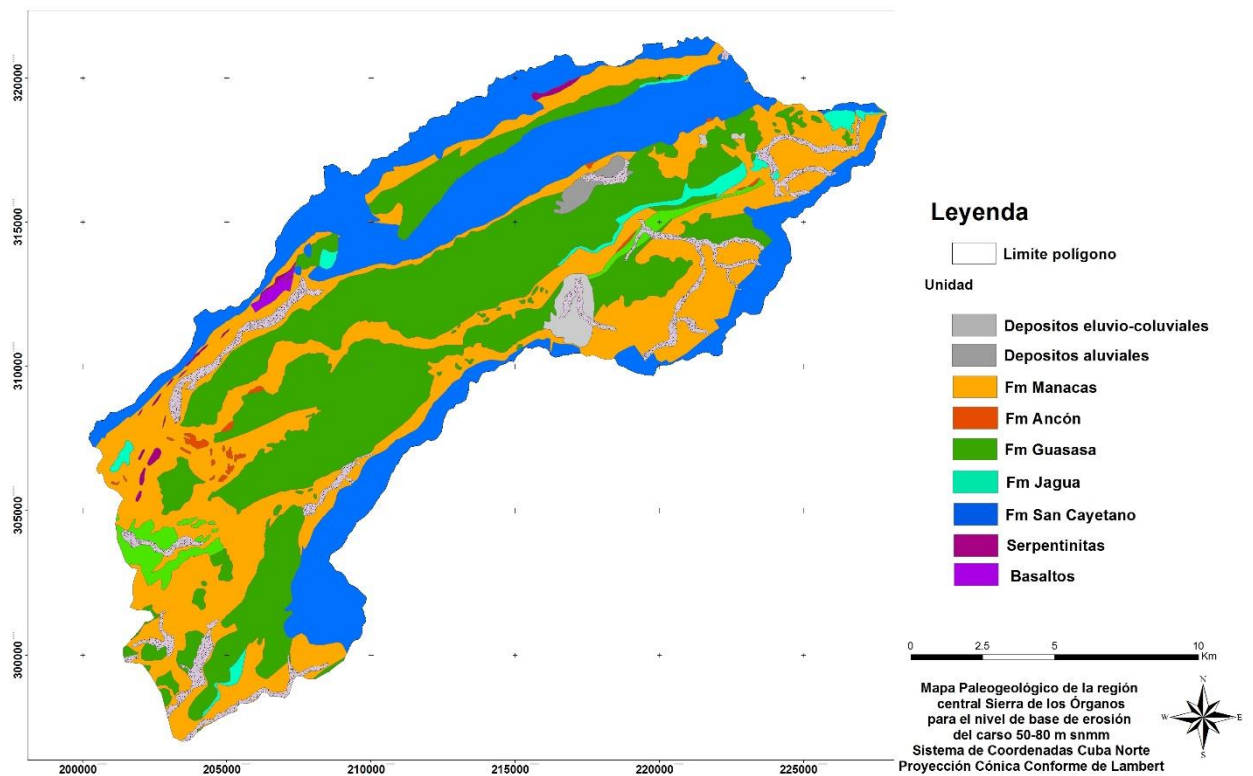 320000
315000
310000
305000
300000
200000
205000
210000
215000
220000
225000
Leyenda
Limite polígono
Unidad
Depositos eluvio-coluviales
Depositos aluviales
Fm Manacas
Fm Ancón
Fm Guasasa
Fm Jagua
Fm San Cayetano
Serpentinitas
Basaltos
0 2.5 5 10
Km
Mapa Paleogeológico de la región
central Sierra de los Órganos
para el nivel de base de erosión
del carso 50-80 m snmm
Sistema de Coordenadas Cuba Norte
Proyección Cónica Conforme de Lambert
N
W
E
S